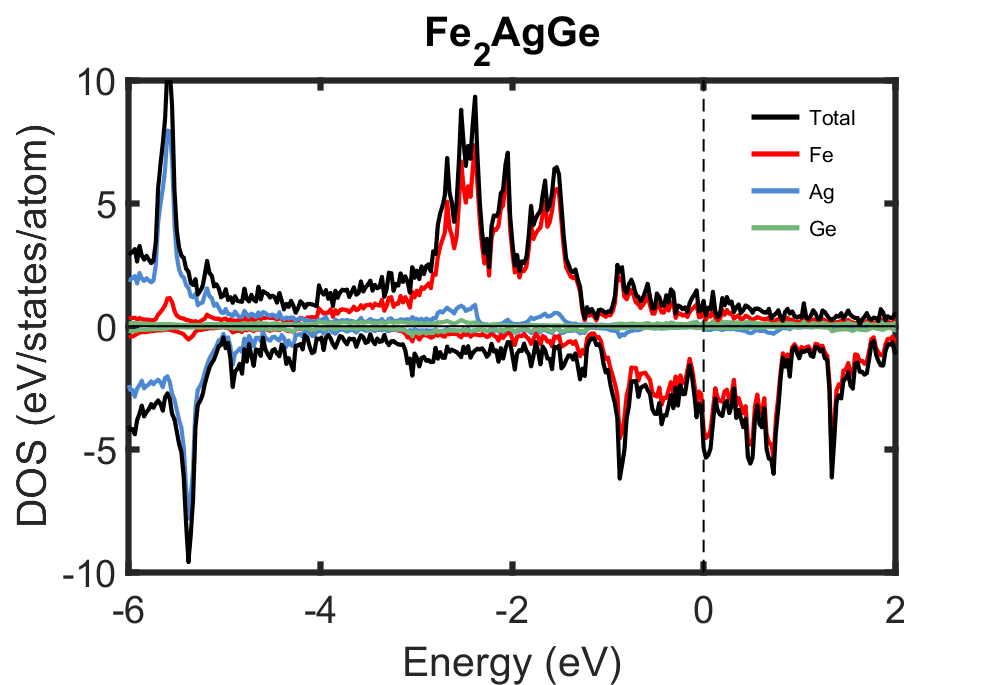 Fe2AgGe
DOS (eV/states/atom)
10
5
0
-5
-10
Total
Fe
Ag
Ge
-6 -4 -2 0 2
Energy (eV)